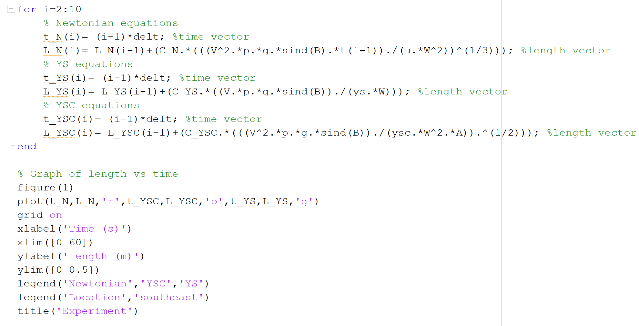 for i=2:10
% Newtonian equations
t_N(i)= (i-1)*delt; %time vector
L_N(i)= L_N(i-1)+(C_N.*(((V^2.*p.*g.*sind(B).*t(i-1))./(u.*W^2))^(1/3))); %length vector
% YS equations
t_YS(i)= (i-1)*delt; %time vector
L_YS(i)= L_YS(i-1)+(C_YS.*((V.*p.*g.*sind(B))./(ys.*W))); %length vector
% YSC equations
t_YSC(i)= (i-1)*delt; %time vector
L_YSC(i)= L_YSC(i-1)+(C_YSC.*(((V^2.*p.*g.*sind(B))./(ysc.*W^2.*A)).^(1/2))); %length vector
end
% Graph of length vs time
figure(1)
plot(t_N,L_N,'r',t_YSC,L_YSC,'b',t_YS,L_YS,'g')
grid on
xlabel('Time (s)')
xlim([0 60])
ylabel('Length (m)')
ylim([0 0.5])
legend('Newtonian','YSC','YS')
legend('Location','southeast')
title('Experiment')